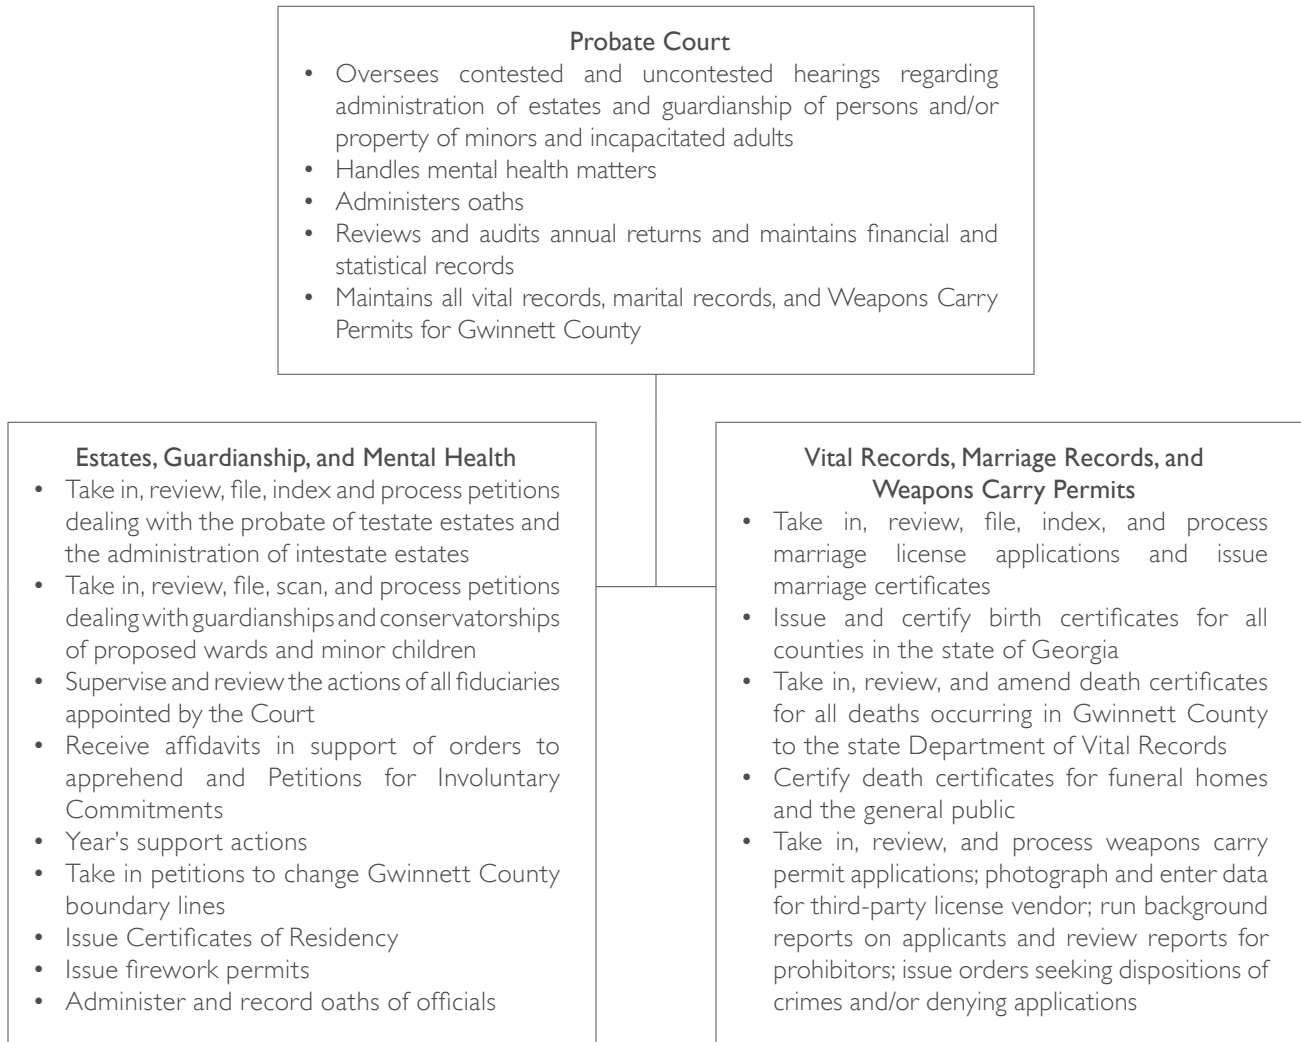 Probate Court
• Oversees contested and uncontested hearings regarding
administration of estates and guardianship of persons and/or
property of minors and incapacitated adults
• Handles mental health matters
• Administers oaths
• Reviews and audits annual returns and maintains financial and
statistical records
• Maintains all vital records, marital records, and Weapons Carry
Permits for Gwinnett County
Estates, Guardianship, and Mental Health
• Take in, review, file, index and process petitions
dealing with the probate of testate estates and
the administration of intestate estates
• Take in, review, file, scan, and process petitions
dealing with guardianships and conservatorships
of proposed wards and minor children
• Supervise and review the actions of all fiduciaries
appointed by the Court
• Receive affidavits in support of orders to
apprehend and Petitions for Involuntary
Commitments
• Year's support actions
• Take in petitions to change Gwinnett County
boundary lines
• Issue Certificates of Residency
• Issue firework permits
• Administer and record oaths of officials
Vital Records, Marriage Records, and
Weapons Carry Permits
• Take in, review, file, index, and process
marriage license applications and issue
marriage certificates
• Issue and certify birth certificates for all
counties in the state of Georgia
• Take in, review, and amend death certificates
for all deaths occurring in Gwinnett County
to the state Department of Vital Records
• Certify death certificates for funeral homes
and the general public
• Take in, review, and process weapons carry
permit applications; photograph and enter data
for third-party license vendor; run background
reports on applicants and review reports for
prohibitors; issue orders seeking dispositions of
crimes and/or denying applications